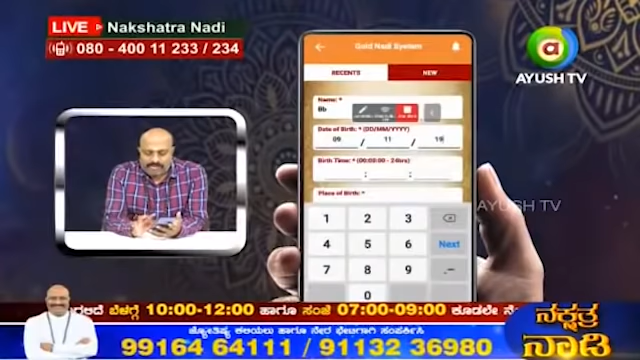 LIVE Nakshatra Nadi
080 - 400 11 233 / 234
a
AYUSH TV
Gold Nadi System
RECENTS NEW
Name: *
Bb
Date of Birth: * (DD/MM/YYYY)
09 / 11 / 19
Birth Time: * (00:00:00 - 24hrs)
: :
Place of Birth: *
1 2 3
4 5 6 Next
7 8 9 .–
0
AYUSH TV
ಬೆಳಗ್ಗೆ 10:00-12:00 ಹಾಗೂ ಸಂಜೆ 07:00-09:00 ಕೂಡಲೇ
ಜ್ಯೋತಿಷ್ಯ ಕಲಿಯಲು ಹಾಗೂ ನೇರ ಭೇಟಿಗಾಗಿ ಸಂಪರ್ಕಿಸಿ
99164 64111 / 91132 36980
ನಕ್ಷತ್ರ
ನಾಡಿ